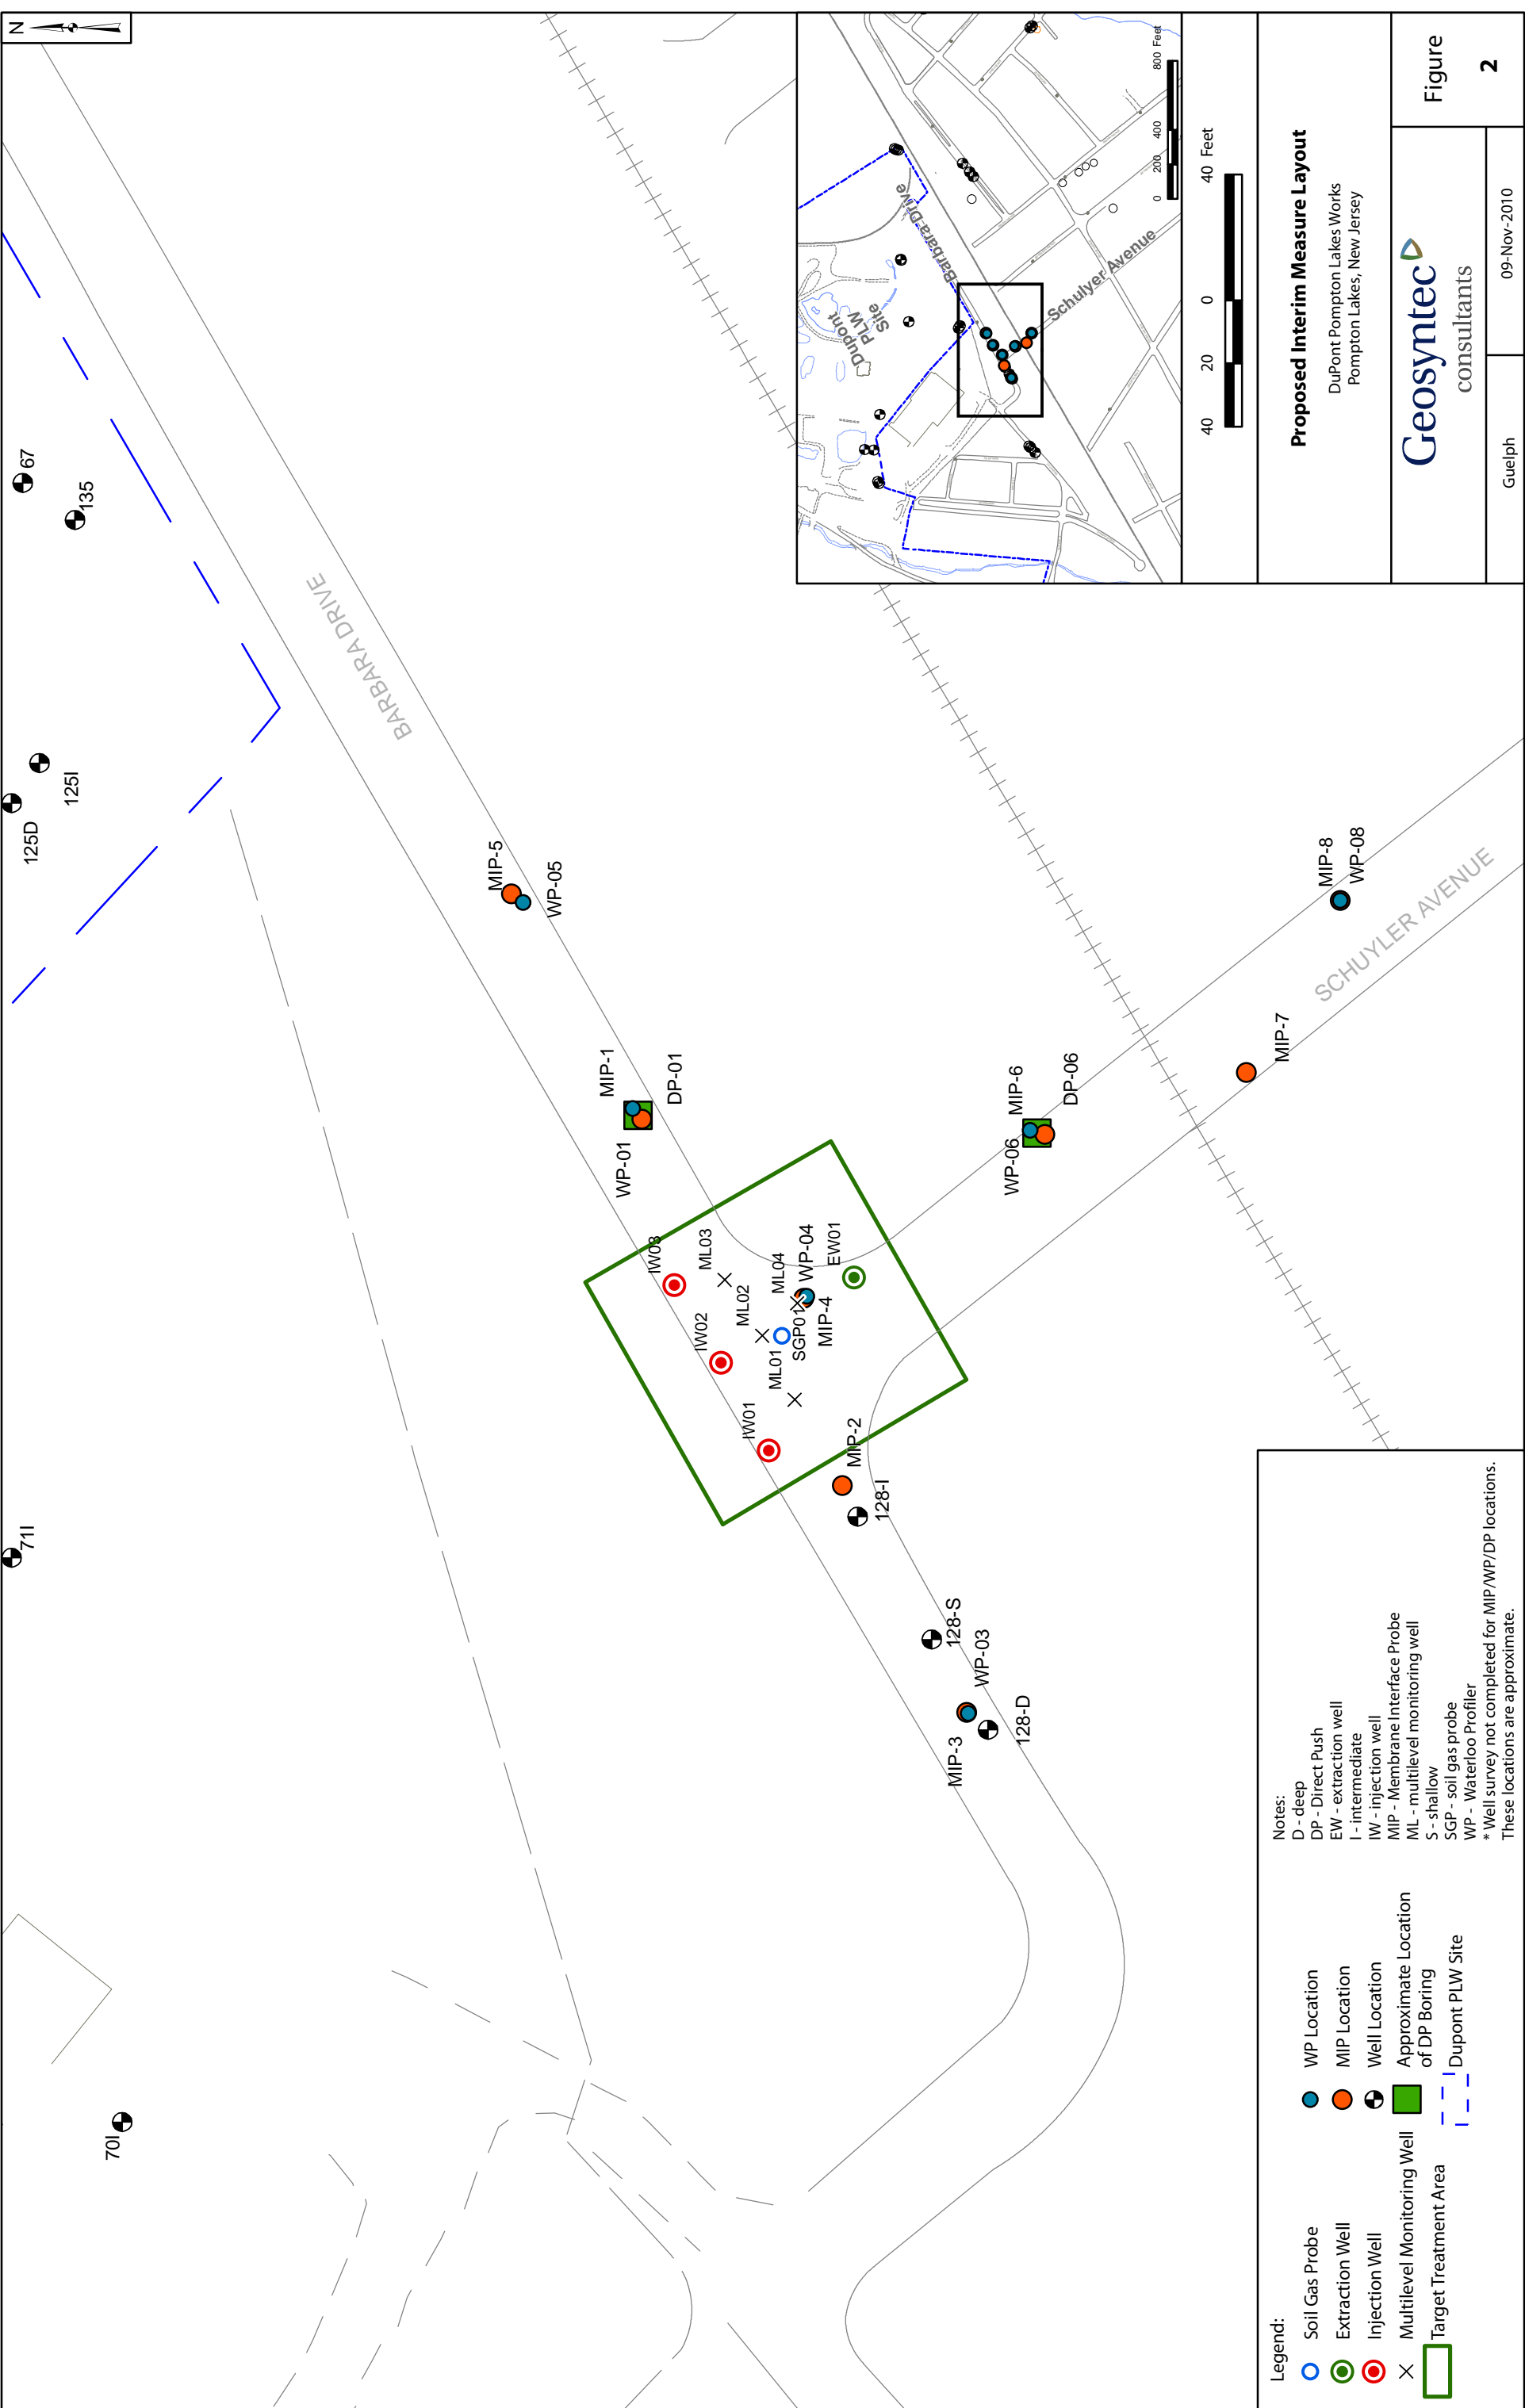 N
67
135
125I
125D
71I
70I
BARBARA DRIVE
MIP-5
WP-05
MIP-1
WP-01
DP-01
IW03
ML03
IW02
ML02
ML04
WP-04
EW01
SGP01
MIP-4
ML01
IW01
MIP-2
128-I
128-S
WP-03
MIP-3
128-D
MIP-6
WP-06
DP-06
MIP-7
MIP-8
WP-08
SCHUYLER AVENUE
Legend:
Soil Gas Probe
Extraction Well
Injection Well
Multilevel Monitoring Well
Target Treatment Area
WP Location
MIP Location
Well Location
Approximate Location
of DP Boring
Dupont PLW Site
Notes:
D - deep
DP - Direct Push
EW - extraction well
I - intermediate
IW - injection well
MIP - Membrane Interface Probe
ML - multilevel monitoring well
S - shallow
SGP - soil gas probe
WP - Waterloo Profiler
* Well survey not completed for MIP/WP/DP locations.
These locations are approximate.
Dupont
PLW
Site
Barbara Drive
Schulyer Avenue
0 200 400 800 Feet
40 20 0 40 Feet
Proposed Interim Measure Layout
DuPont Pompton Lakes Works
Pompton Lakes, New Jersey
Geosyntec
consultants
Guelph
09-Nov-2010
Figure
2